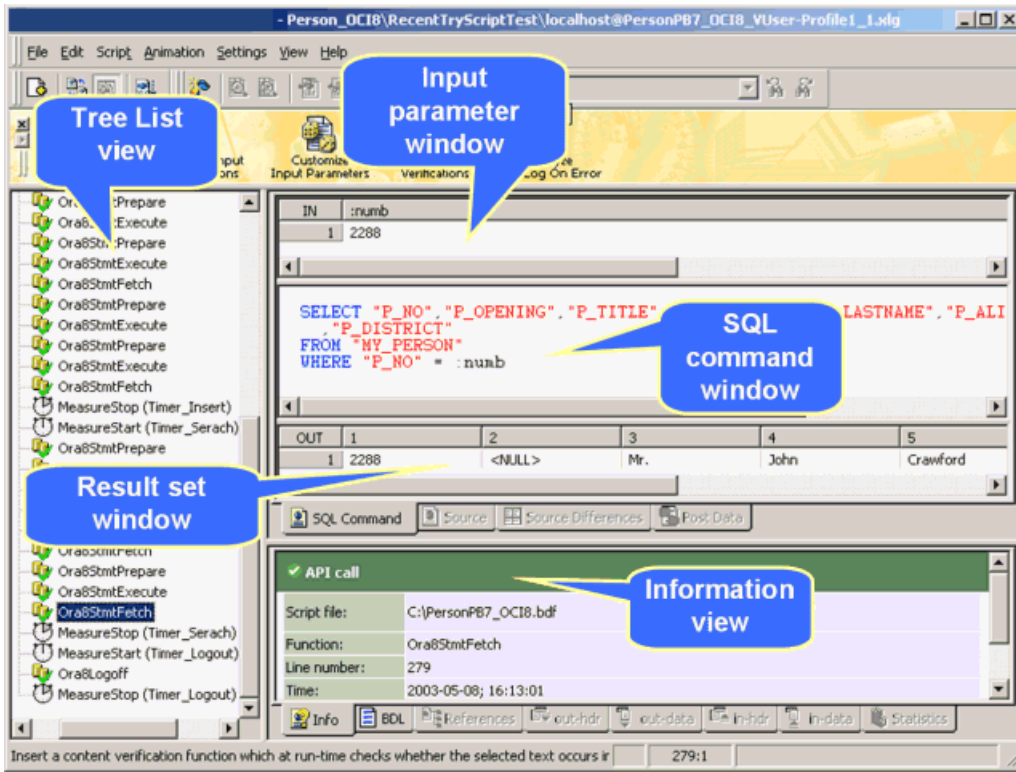 - Person_OCI8\RecentTryScriptTest\localhost@PersonPB7_OCI8_VUser-Profile1_1.xlg
File Edit Script Animation Settings View Help
Tree List
view
Input
parameter
window
Customize
Input Parameters
Verifications
Log On Error
Ora8StmtPrepare
Ora8StmtExecute
Ora8StmtPrepare
Ora8StmtExecute
Ora8StmtFetch
Ora8StmtPrepare
Ora8StmtExecute
Ora8StmtPrepare
Ora8StmtExecute
Ora8StmtFetch
MeasureStop (Timer_Insert)
MeasureStart (Timer_Serach)
Ora8StmtPrepare
Result set
window
Ora8StmtFetch
Ora8StmtPrepare
Ora8StmtExecute
Ora8StmtFetch
MeasureStop (Timer_Serach)
MeasureStart (Timer_Logout)
Ora8Logoff
MeasureStop (Timer_Logout)
IN :numb
1 2288
SELECT "P_NO","P_OPENING","P_TITLE" LASTNAME","P_ALI
,"P_DISTRICT"
FROM "MY_PERSON"
WHERE "P_NO" = :numb
SQL
command
window
OUT 1 2 3 4 5
1 2288 <NULL> Mr. John Crawford
SQL Command Source Source Differences Post Data
API call
Information
view
Script file: C:\PersonPB7_OCI8.bdf
Function: Ora8StmtFetch
Line number: 279
Time: 2003-05-08; 16:13:01
Info BDL References out-hdr out-data in-hdr in-data Statistics
Insert a content verification function which at run-time checks whether the selected text occurs ir 279:1